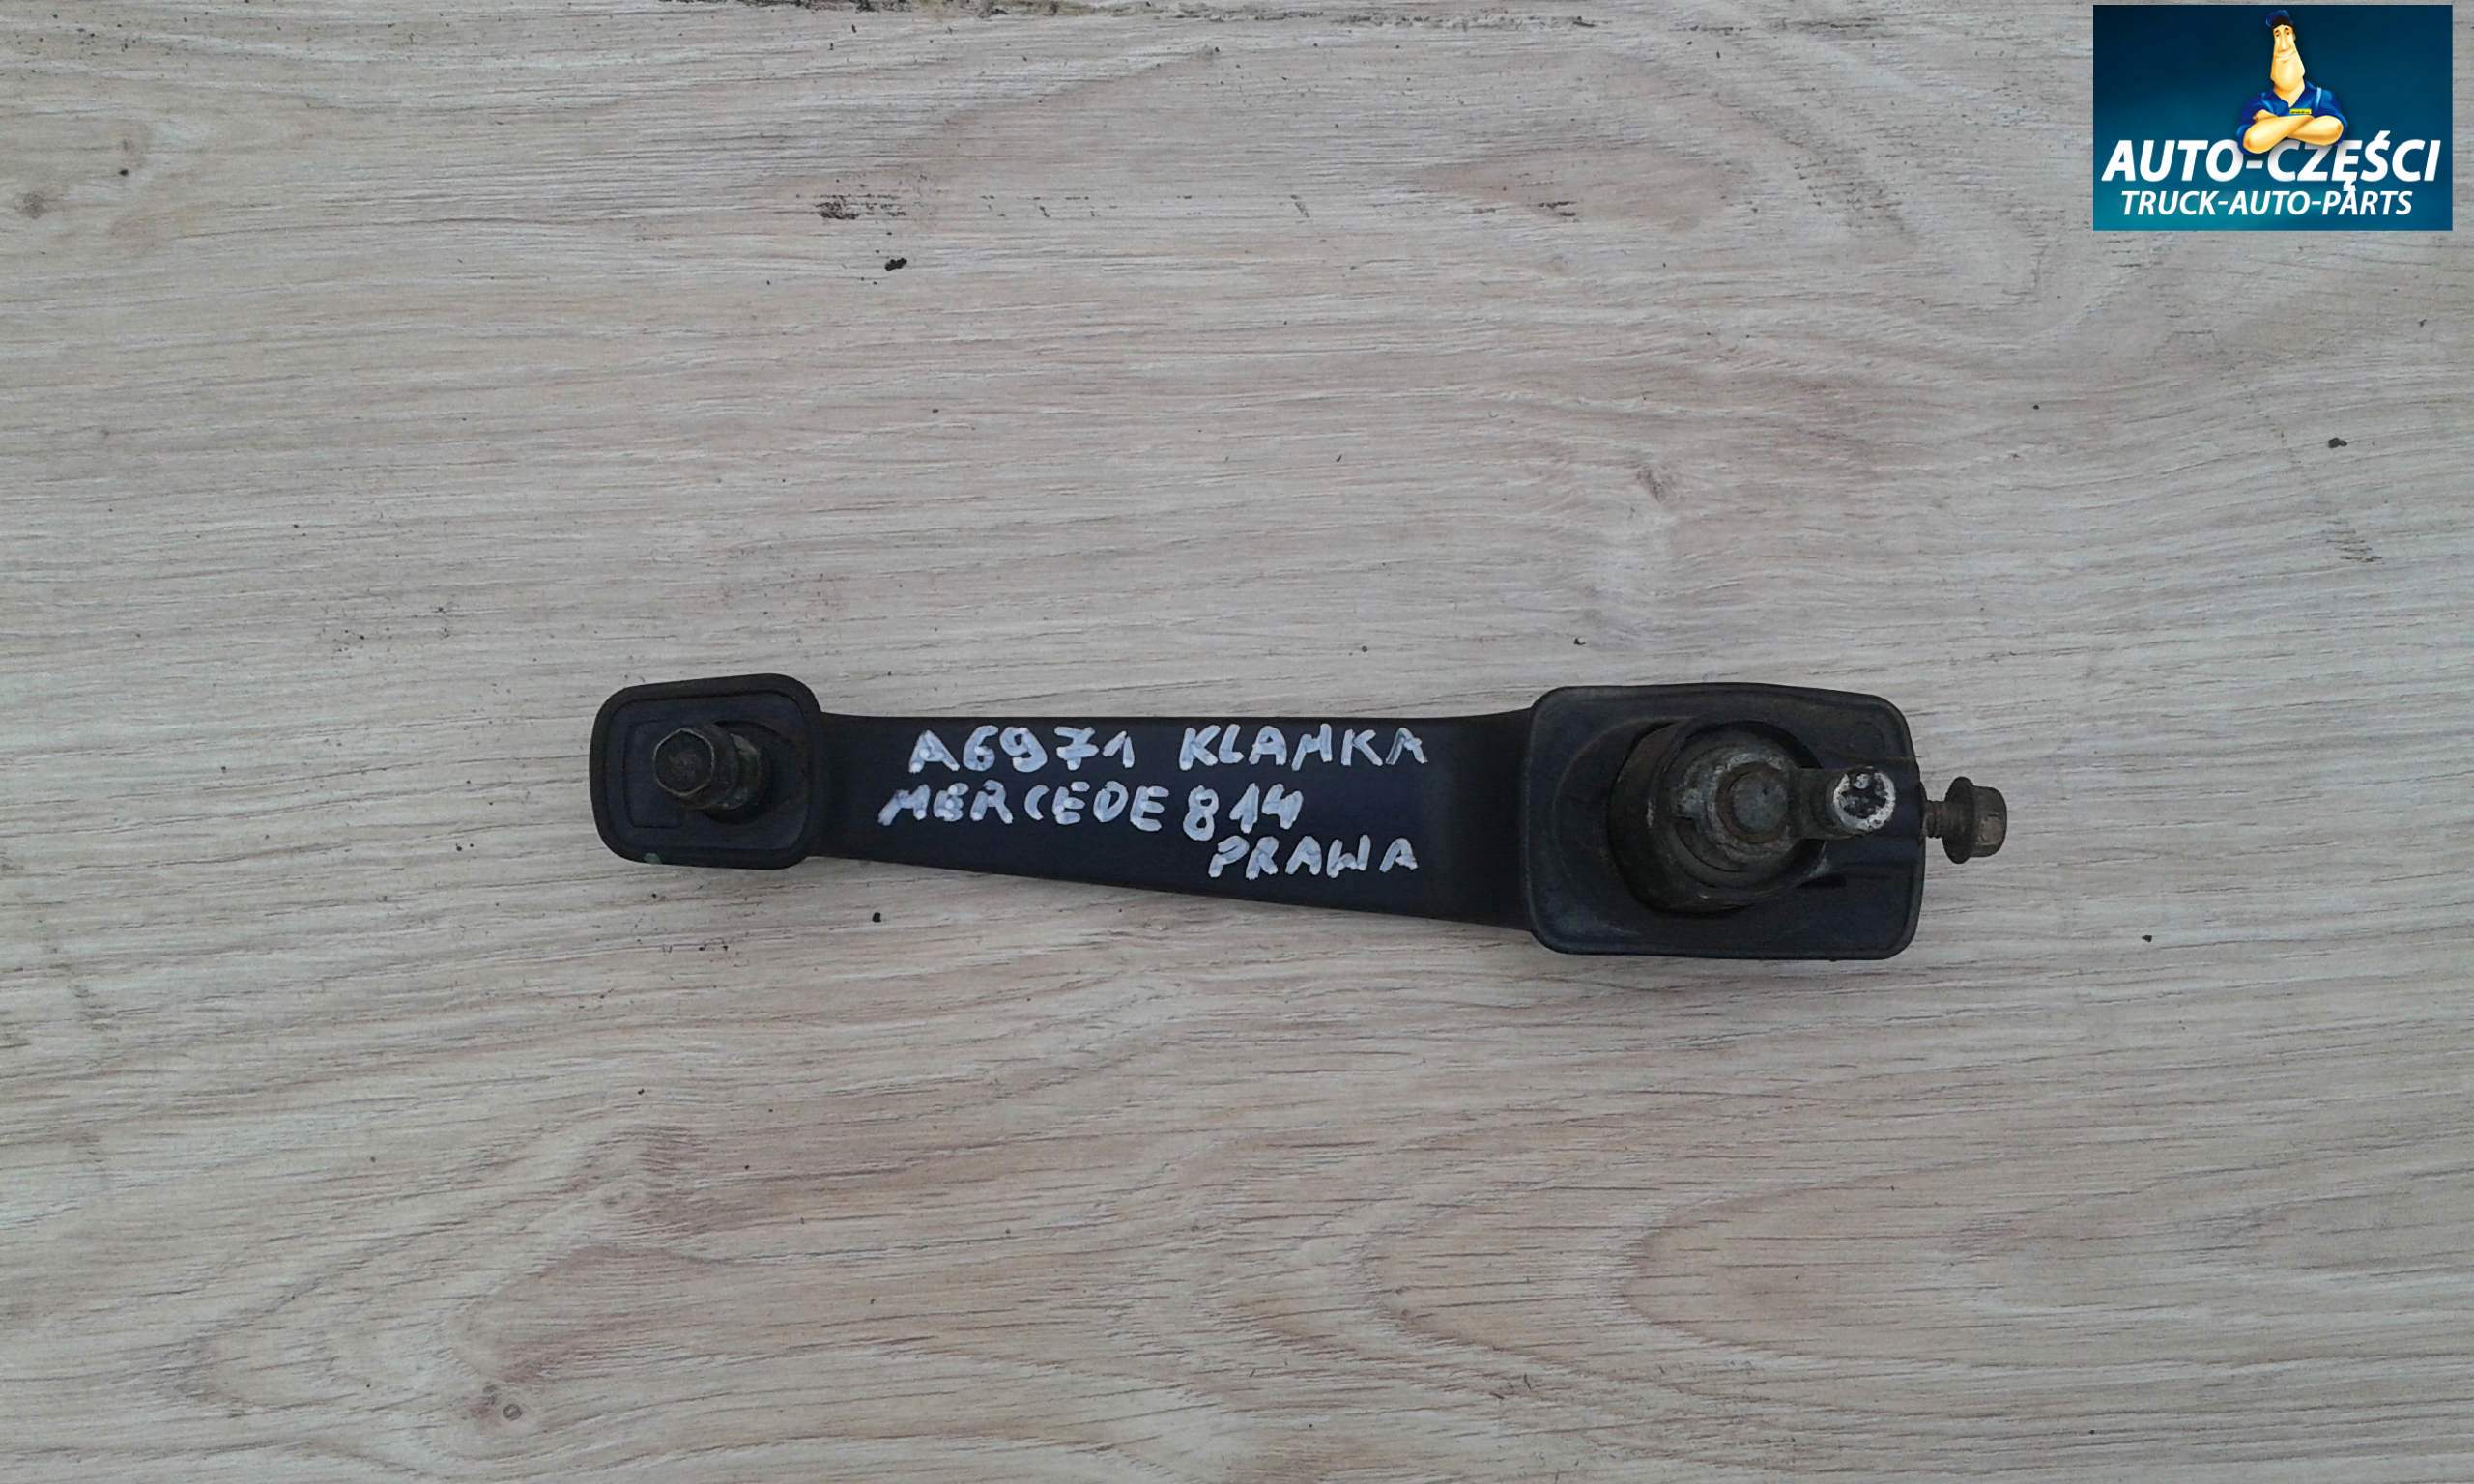 AUTO-CZĘŚCI
TRUCK-AUTO-PARTS
A6971 KLAMKA
MERCEDE 814
PRAWA